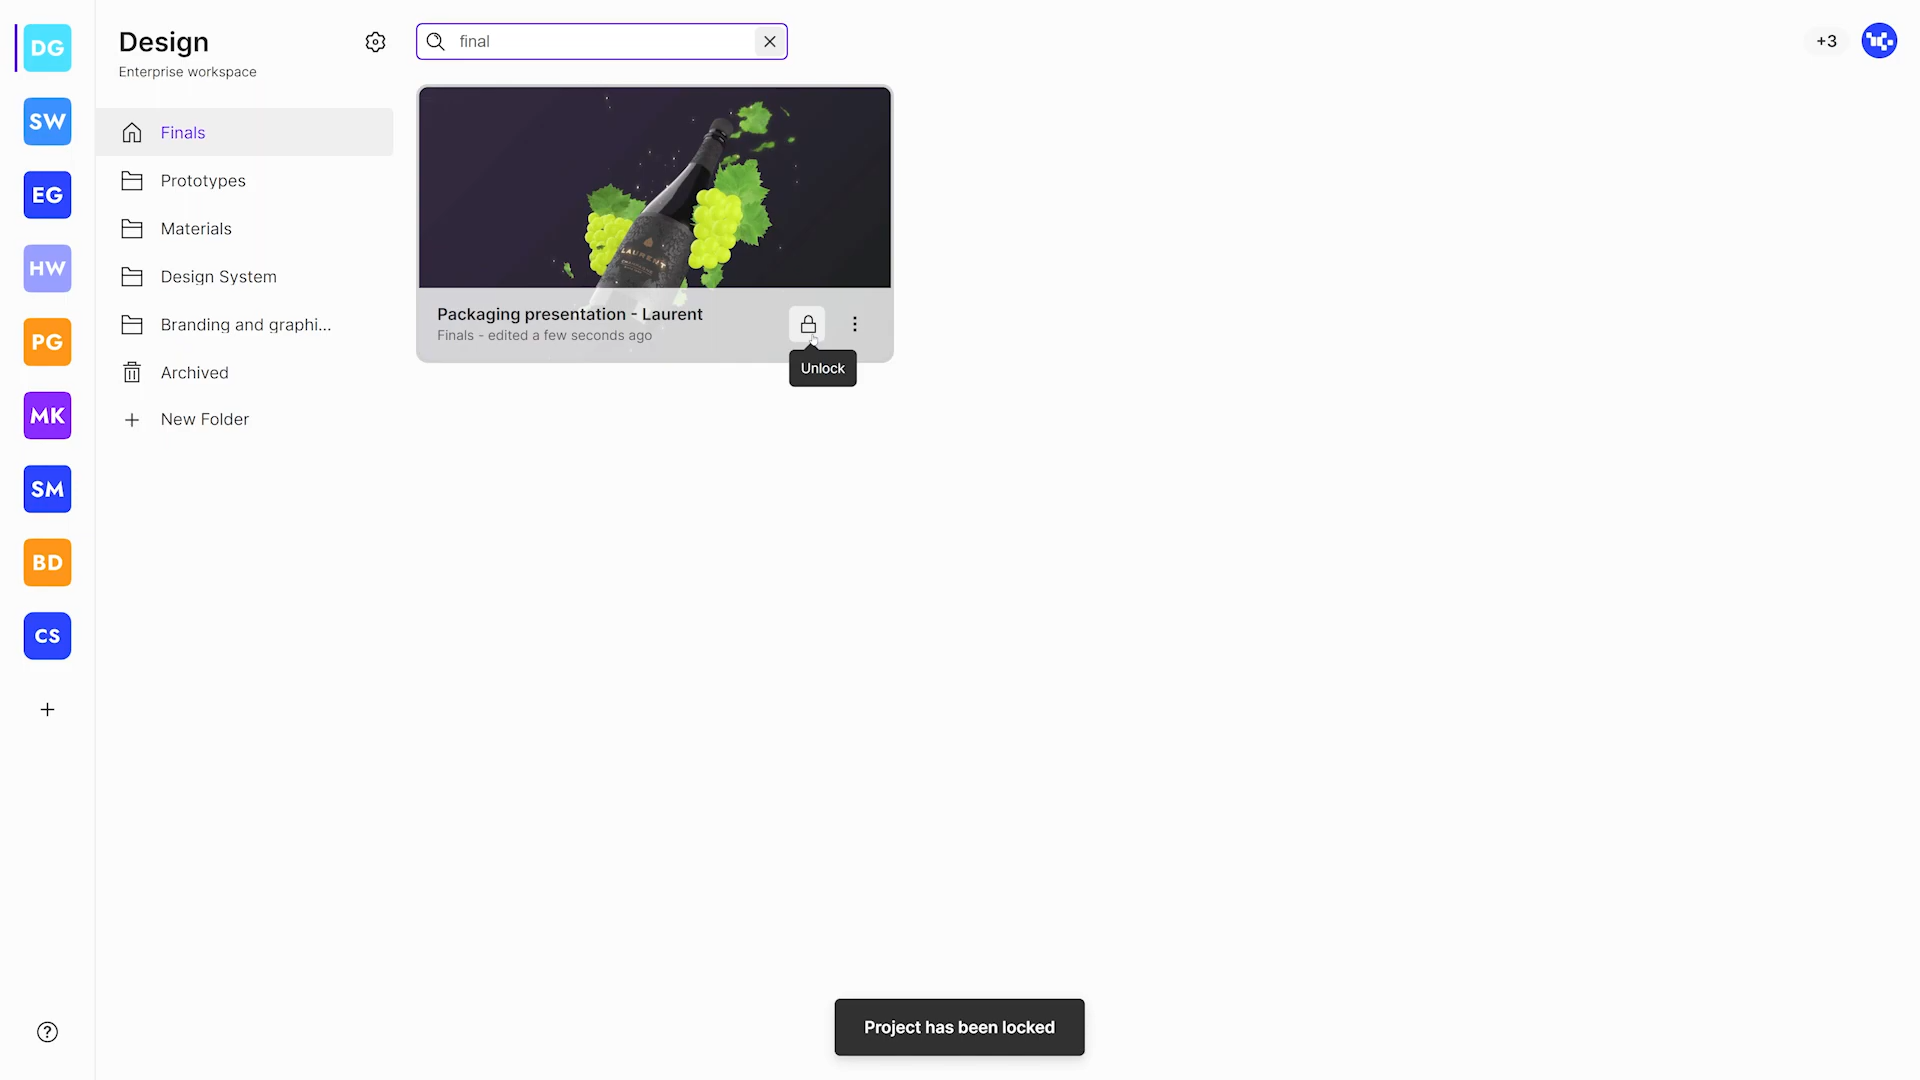 DG
SW
EG
HW
PG
MK
SM
BD
CS
Design
Enterprise workspace
Finals
Prototypes
Materials
Design System
Branding and graphi...
Archived
New Folder
final
+3
LAURENT
Packaging presentation - Laurent
Finals - edited a few seconds ago
Unlock
Project has been locked